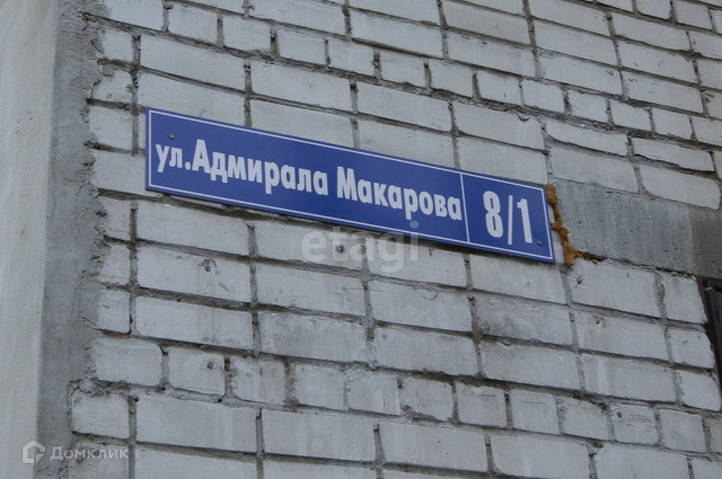 ул.Адмирала Макарова 8/1
etagi
Домклик